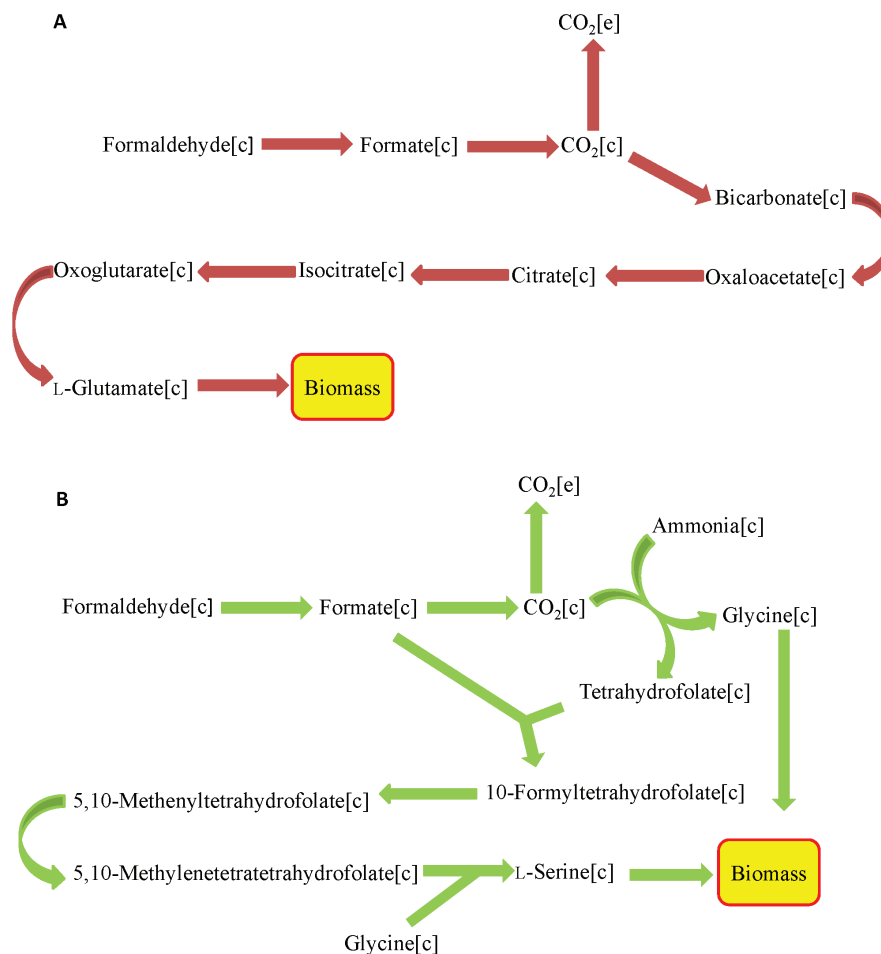 A
CO₂[e]
Formaldehyde[c] Formate[c] CO₂[c]
Bicarbonate[c]
Oxoglutarate[c] Isocitrate[c] Citrate[c] Oxaloacetate[c]
L-Glutamate[c] Biomass
B
CO₂[e]
Ammonia[c]
Formaldehyde[c] Formate[c] CO₂[c] Glycine[c]
Tetrahydrofolate[c]
5,10-Methenyltetrahydrofolate[c] 10-Formyltetrahydrofolate[c]
5,10-Methylenetetratetrahydrofolate[c] L-Serine[c] Biomass
Glycine[c]